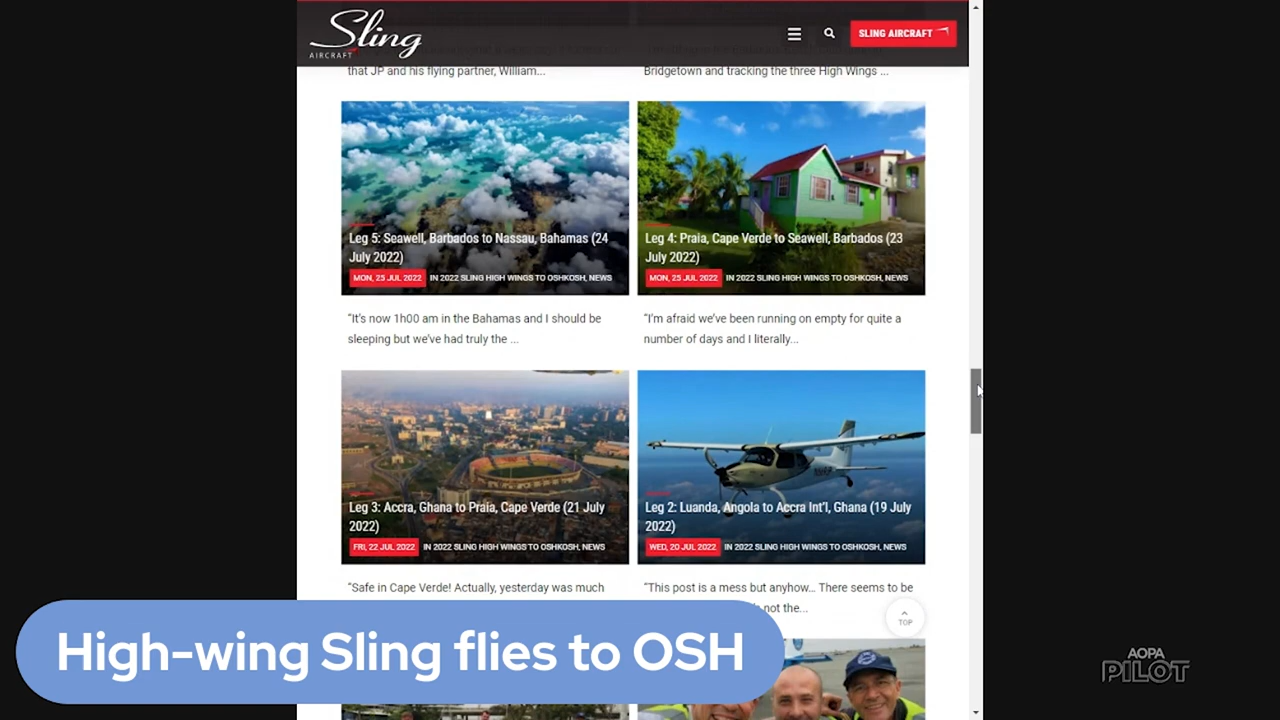 Sling
AIRCRAFT
SLING AIRCRAFT
that JP and his flying partner, William...
Bridgetown and tracking the three High Wings ...
Leg 5: Seawell, Barbados to Nassau, Bahamas (24
July 2022)
MON, 25 JUL 2022 IN 2022 SLING HIGH WINGS TO OSHKOSH, NEWS
Leg 4: Praia, Cape Verde to Seawell, Barbados (23
July 2022)
MON, 25 JUL 2022 IN 2022 SLING HIGH WINGS TO OSHKOSH, NEWS
“It’s now 1h00 am in the Bahamas and I should be
sleeping but we’ve had truly the ...
“I’m afraid we’ve been running on empty for quite a
number of days and I literally...
Leg 3: Accra, Ghana to Praia, Cape Verde (21 July
2022)
FRI, 22 JUL 2022 IN 2022 SLING HIGH WINGS TO OSHKOSH, NEWS
Leg 2: Luanda, Angola to Accra Int’l, Ghana (19 July
2022)
WED, 20 JUL 2022 IN 2022 SLING HIGH WINGS TO OSHKOSH, NEWS
“Safe in Cape Verde! Actually, yesterday was much
“This post is a mess but anyhow… There seems to be
not the...
TOP
High-wing Sling flies to OSH
AOPA
PILOT